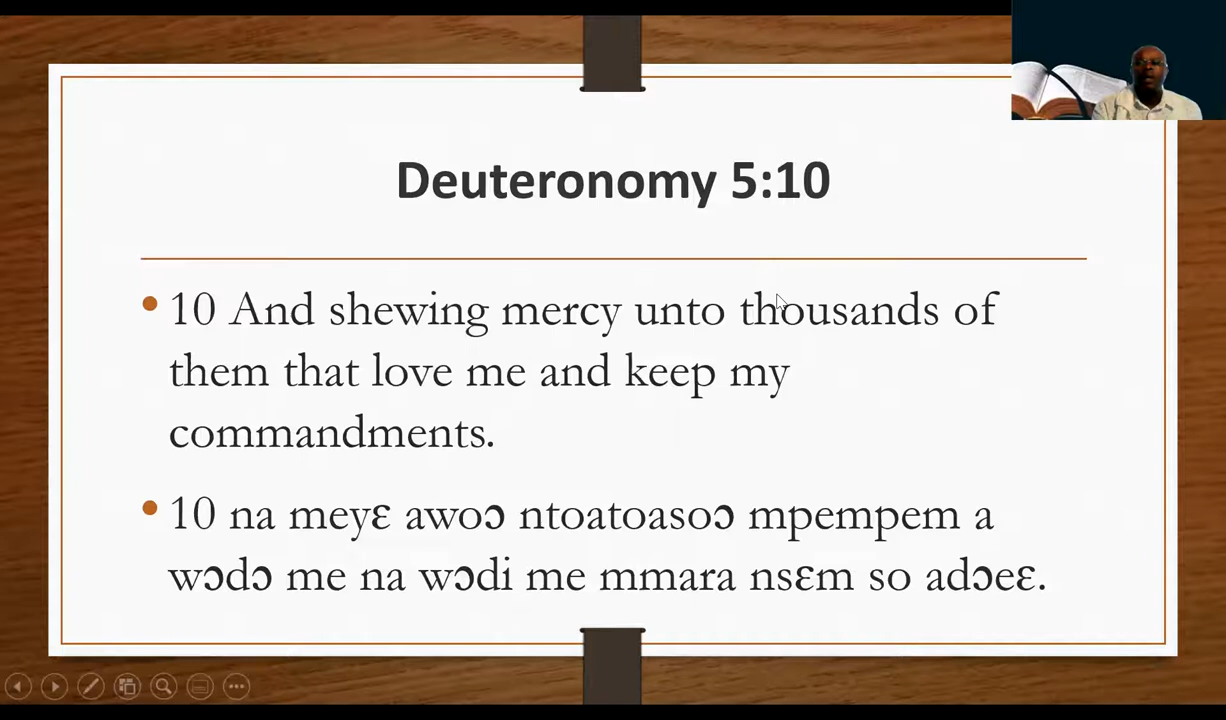 Deuteronomy 5:10
• 10 And shewing mercy unto thousands of
them that love me and keep my
commandments.
• 10 na meyɛ awoɔ ntoatoasoɔ mpempem a
wɔdɔ me na wɔdi me mmara nsɛm so adɔeɛ.